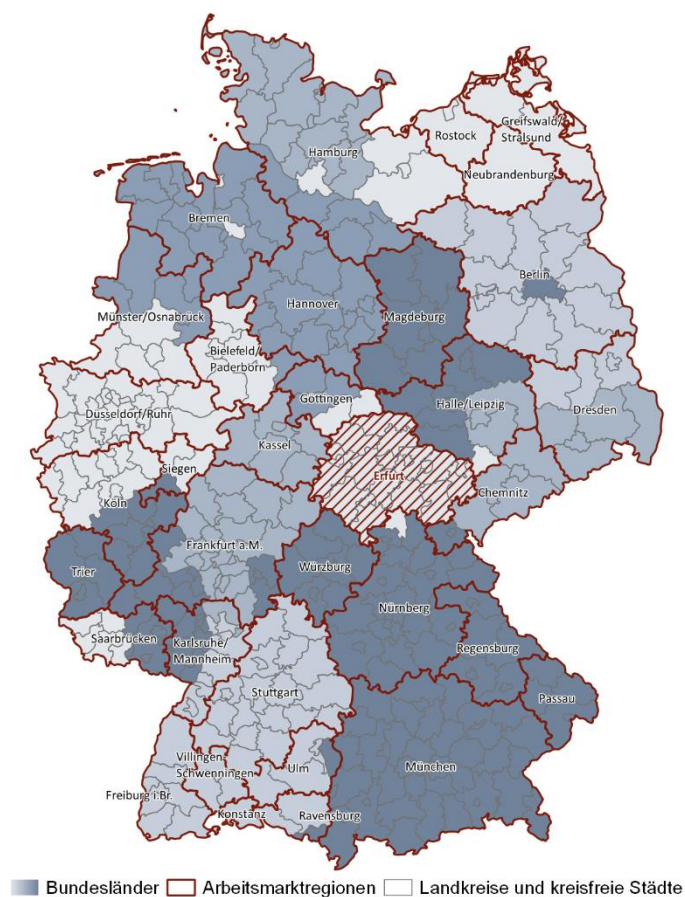 Hamburg
Rostock
Greifswald/
Stralsund
Neubrandenburg
Bremen
Berlin
Hannover
Magdeburg
Münster/Osnabrück
Bielefeld/
Paderborn
Göttingen
Halle/Leipzig
Dresden
Düsseldorf/Ruhr
Kassel
Siegen
Erfurt
Chemnitz
Köln
Frankfurt a.M.
Trier
Würzburg
Nürnberg
Saarbrücken
Karlsruhe/
Mannheim
Regensburg
Stuttgart
Passau
Villingen
Schwenningen
Ulm
München
Freiburg i.Br.
Konstanz
Ravensburg
Bundesländer Arbeitsmarktregionen Landkreise und kreisfreie Städte